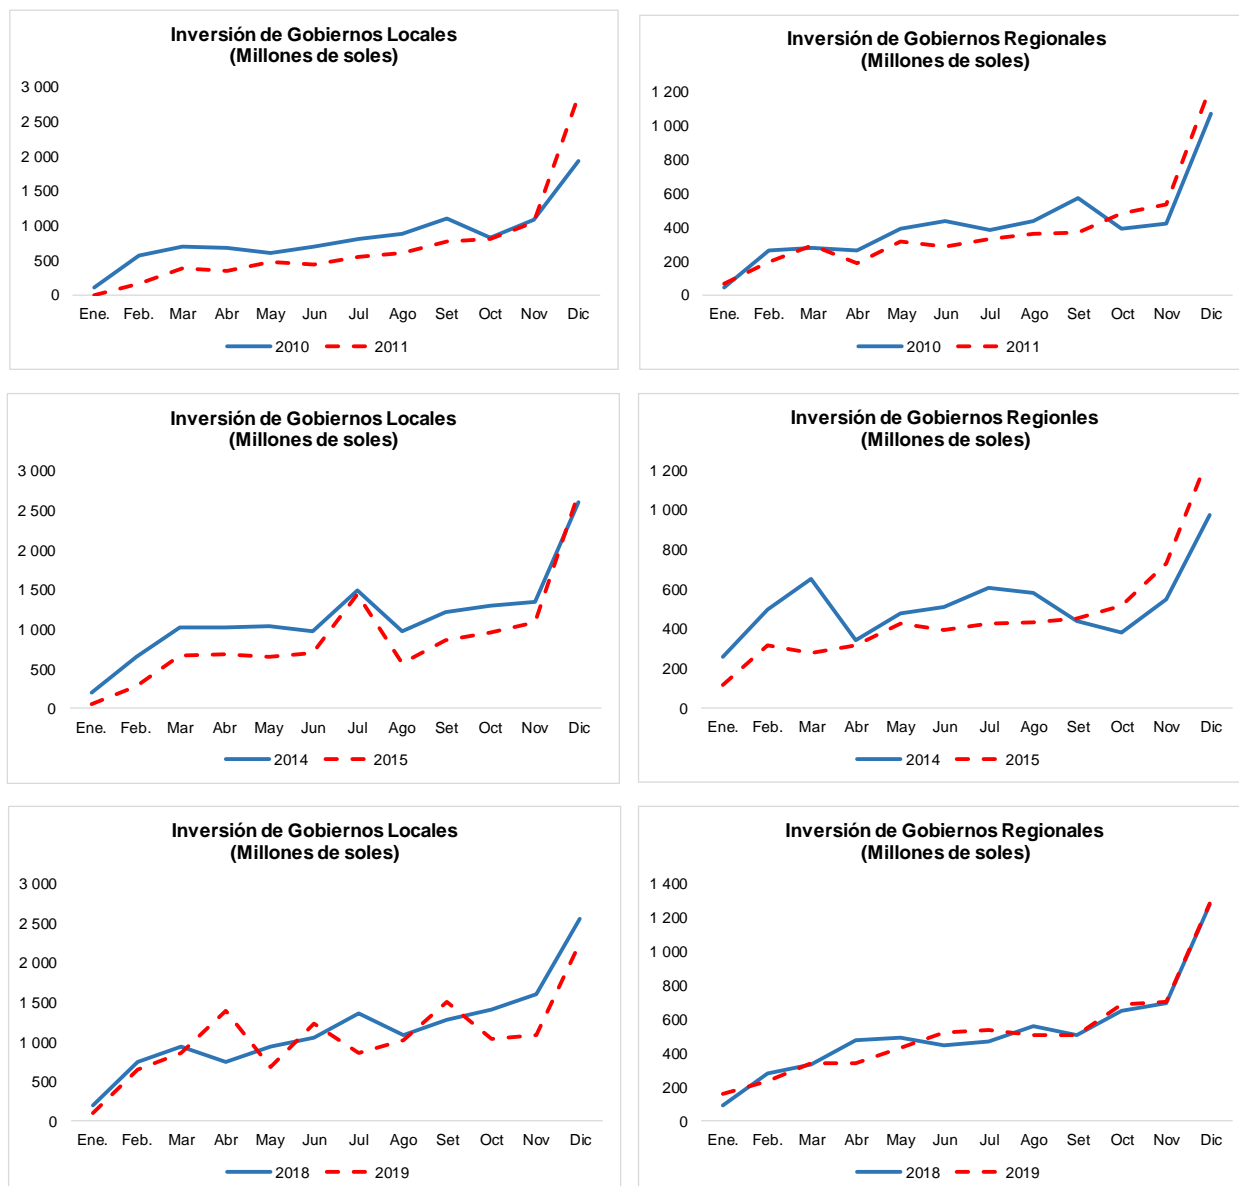 Inversión de Gobiernos Locales
(Millones de soles)
3 000
2 500
2 000
1 500
1 000
500
0
Ene. Feb. Mar Abr May Jun Jul Ago Set Oct Nov Dic
2010 2011
Inversión de Gobiernos Regionales
(Millones de soles)
1 200
1 000
800
600
400
200
0
Ene. Feb. Mar Abr May Jun Jul Ago Set Oct Nov Dic
2010 2011
Inversión de Gobiernos Locales
(Millones de soles)
3 000
2 500
2 000
1 500
1 000
500
0
Ene. Feb. Mar Abr May Jun Jul Ago Set Oct Nov Dic
2014 2015
Inversión de Gobiernos Regionles
(Millones de soles)
1 200
1 000
800
600
400
200
0
Ene. Feb. Mar Abr May Jun Jul Ago Set Oct Nov Dic
2014 2015
Inversión de Gobiernos Locales
(Millones de soles)
3 000
2 500
2 000
1 500
1 000
500
0
Ene. Feb. Mar Abr May Jun Jul Ago Set Oct Nov Dic
2018 2019
Inversión de Gobiernos Regionales
(Millones de soles)
1 400
1 200
1 000
800
600
400
200
0
Ene. Feb. Mar Abr May Jun Jul Ago Set Oct Nov Dic
2018 2019